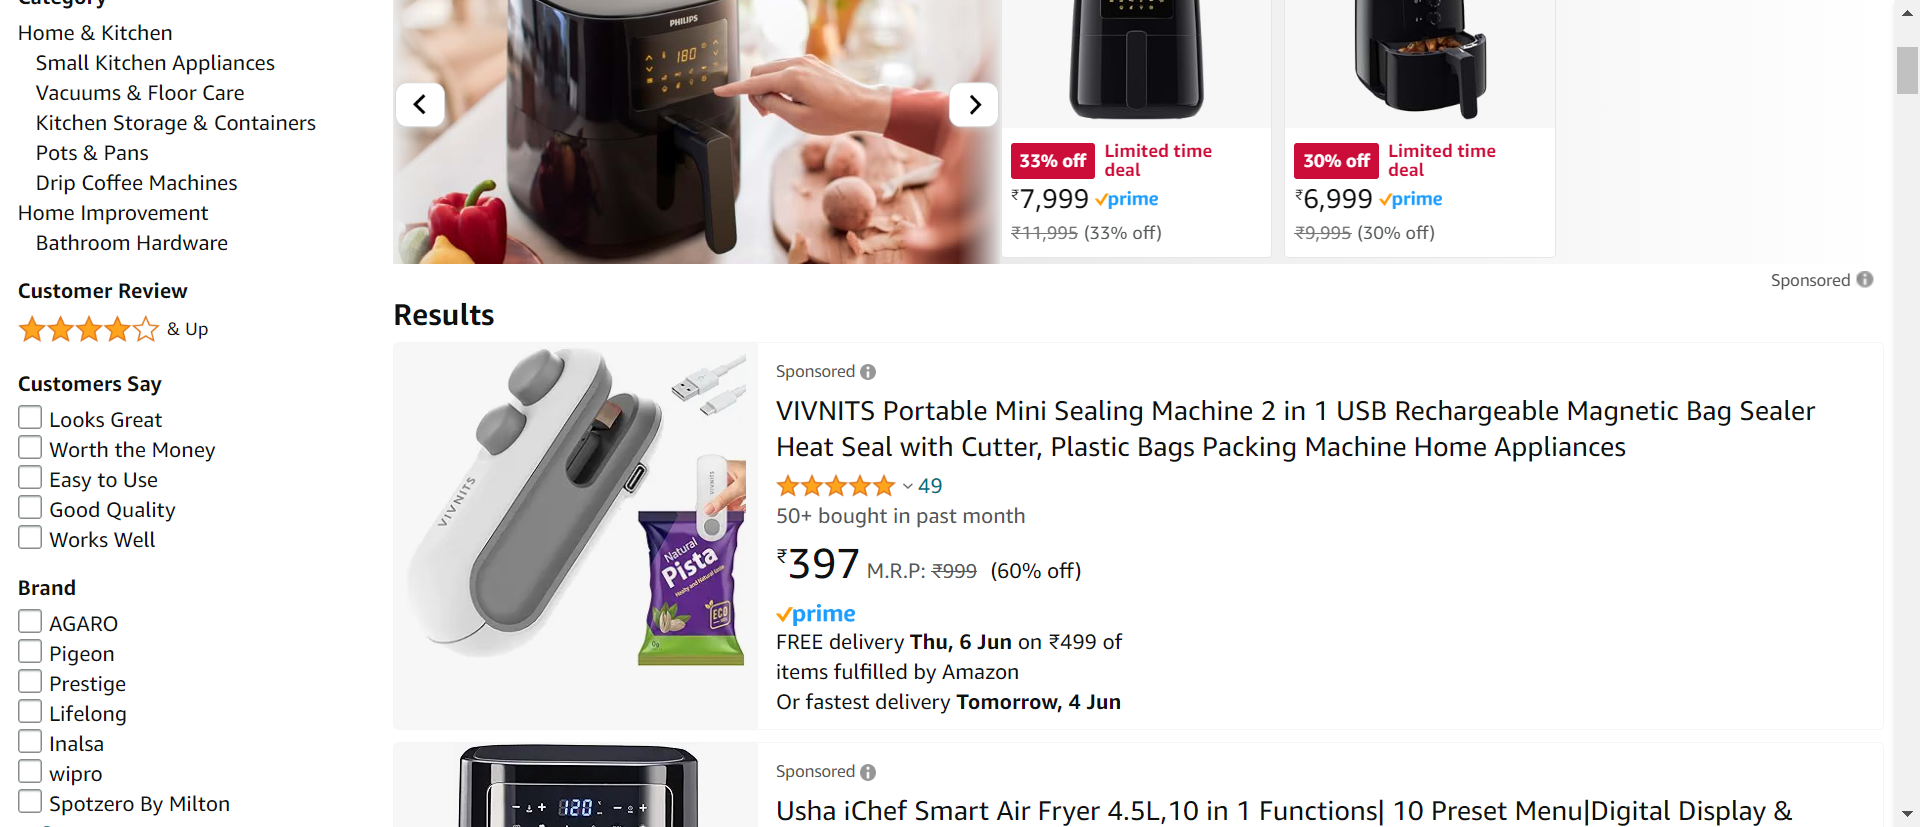 Category
Home & Kitchen
Small Kitchen Appliances
Vacuums & Floor Care
Kitchen Storage & Containers
Pots & Pans
Drip Coffee Machines
Home Improvement
Bathroom Hardware
Customer Review
& Up
Customers Say
Looks Great
Worth the Money
Easy to Use
Good Quality
Works Well
Brand
AGARO
Pigeon
Prestige
Lifelong
Inalsa
wipro
Spotzero By Milton
PHILIPS
180
33% off Limited time
deal
₹7,999 prime
₹11,995 (33% off)
30% off Limited time
deal
₹6,999 prime
₹9,995 (30% off)
Sponsored
Results
VIVNITS
VIVNITS
Natural
Pista
ECO
Sponsored
VIVNITS Portable Mini Sealing Machine 2 in 1 USB Rechargeable Magnetic Bag Sealer
Heat Seal with Cutter, Plastic Bags Packing Machine Home Appliances
49
50+ bought in past month
₹397 M.R.P: ₹999 (60% off)
prime
FREE delivery Thu, 6 Jun on ₹499 of
items fulfilled by Amazon
Or fastest delivery Tomorrow, 4 Jun
120
Sponsored
Usha iChef Smart Air Fryer 4.5L,10 in 1 Functions| 10 Preset Menu|Digital Display &